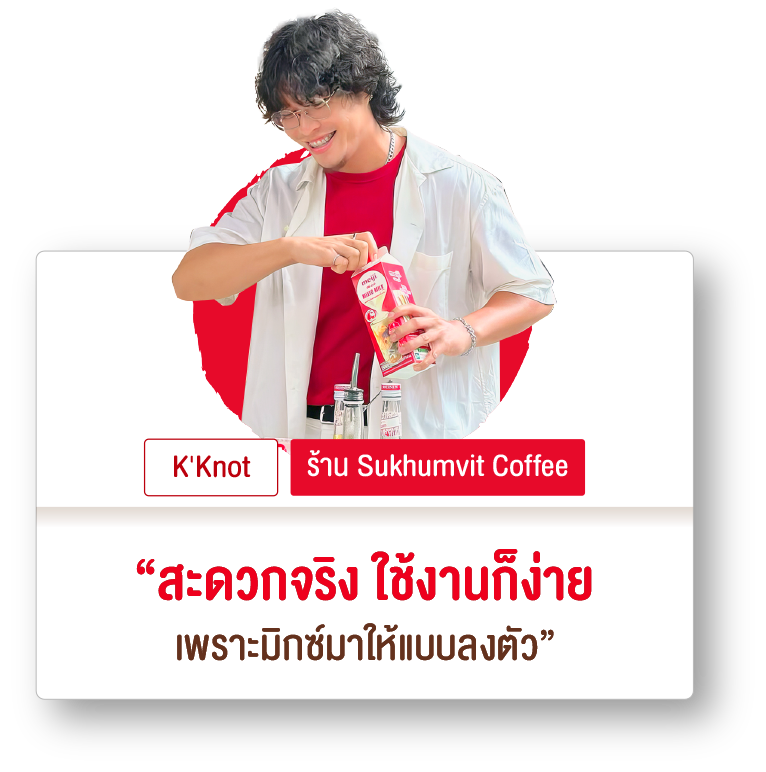 meiji
K'Knot
ร้าน Sukhumvit Coffee
“สะดวกจริง ใช้งานก็ง่าย
เพราะมิกซ์มาให้แบบลงตัว”